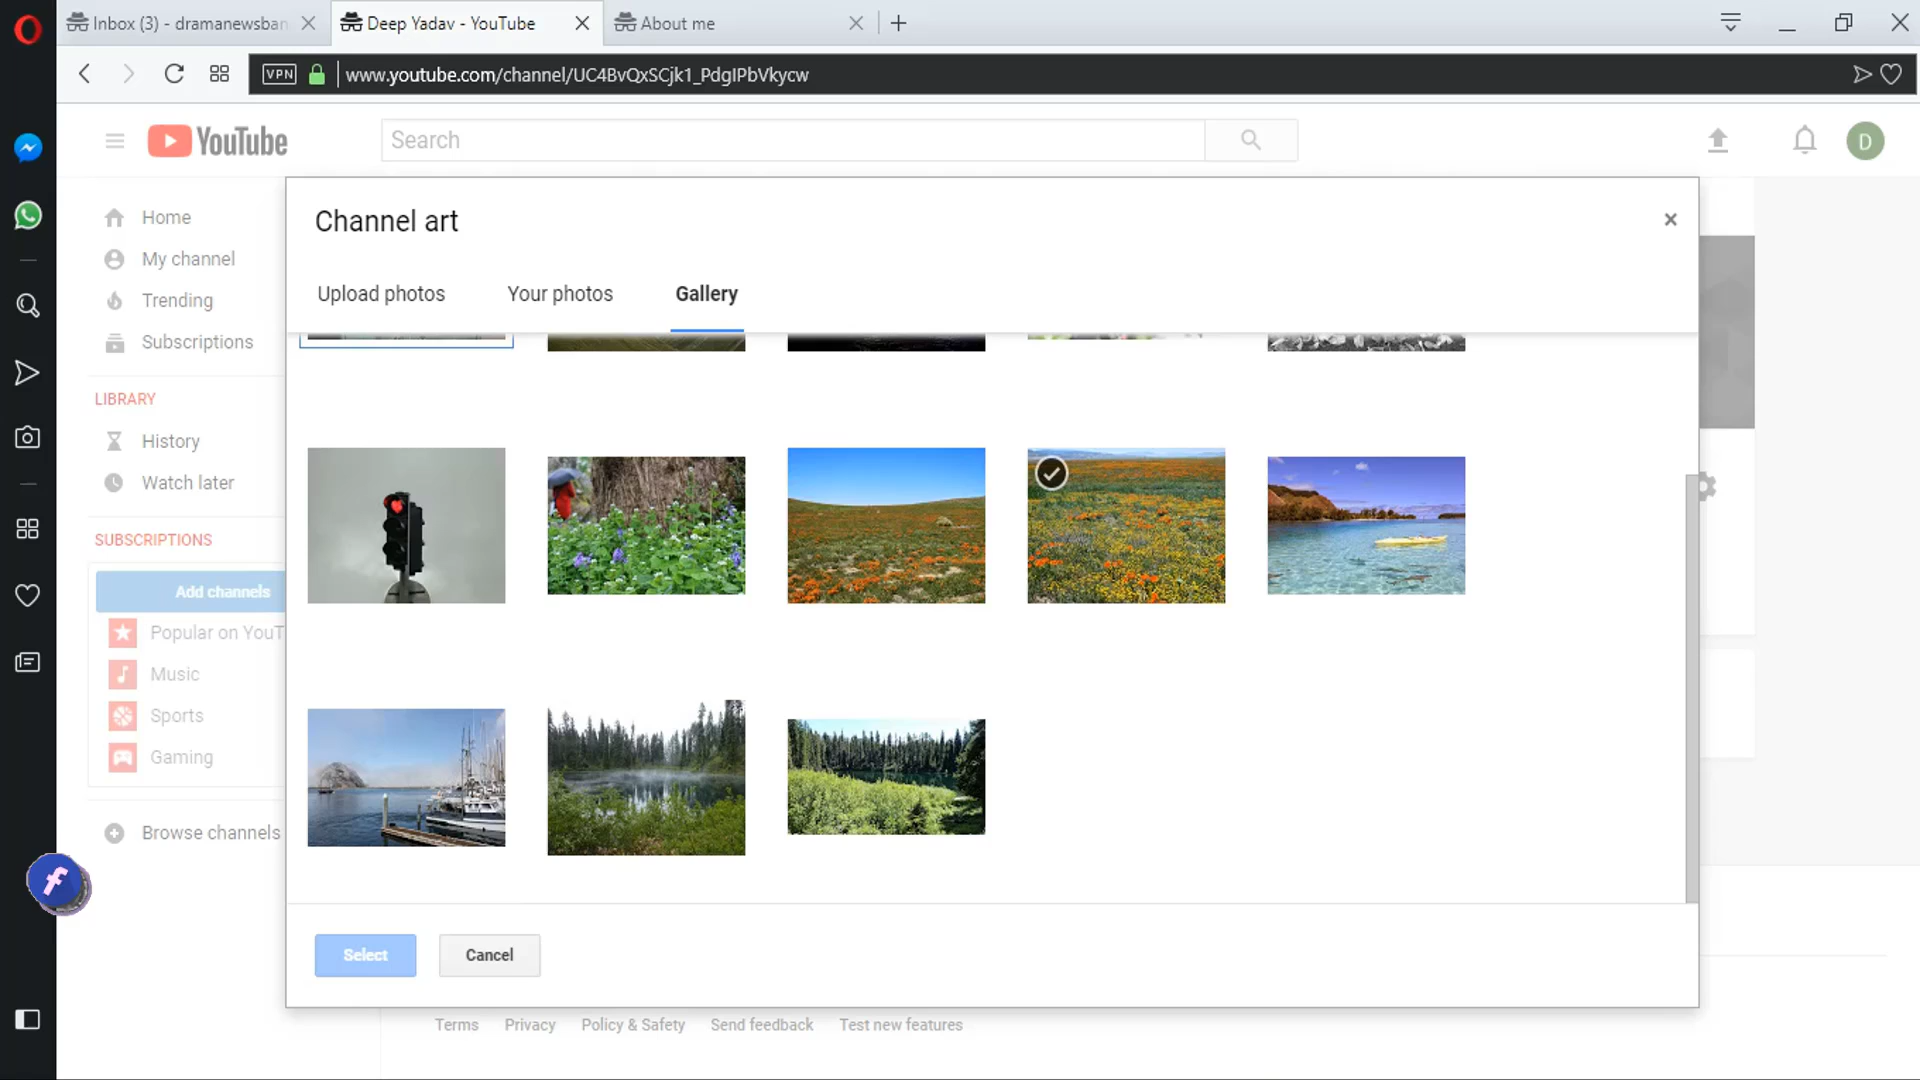 Inbox (3) - dramanewsban
Deep Yadav - YouTube
About me
VPN
www.youtube.com/channel/UC4BvQxSCjk1_PdgIPbVkycw
YouTube
Search
D
Home
My channel
Trending
Subscriptions
LIBRARY
History
Watch later
SUBSCRIPTIONS
Add channels
Popular on YouT
Music
Sports
Gaming
Browse channels
Channel art
Upload photos
Your photos
Gallery
Select
Cancel
Terms Privacy Policy & Safety Send feedback Test new features